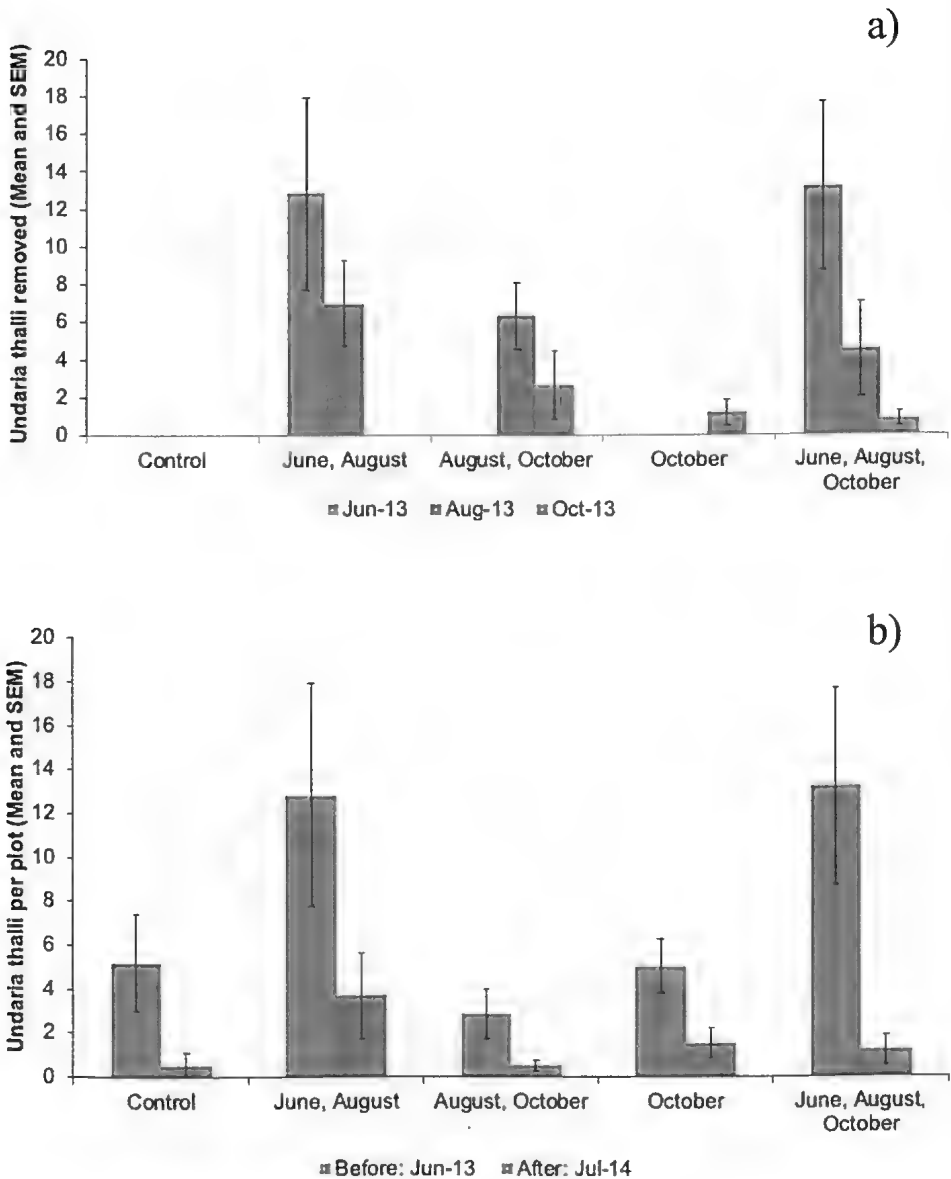 a)
Undaria thalli removed (Mean and SEM)
20
18
16
14
12
10
8
6
4
2
0
Control
June, August
August, October
October
June, August,
October
Jun-13 Aug-13 Oct-13
b)
Undaria thalli per plot (Mean and SEM)
20
18
16
14
12
10
8
6
4
2
0
Control
June, August
August, October
October
June, August,
October
Before: Jun-13 After: Jul-14